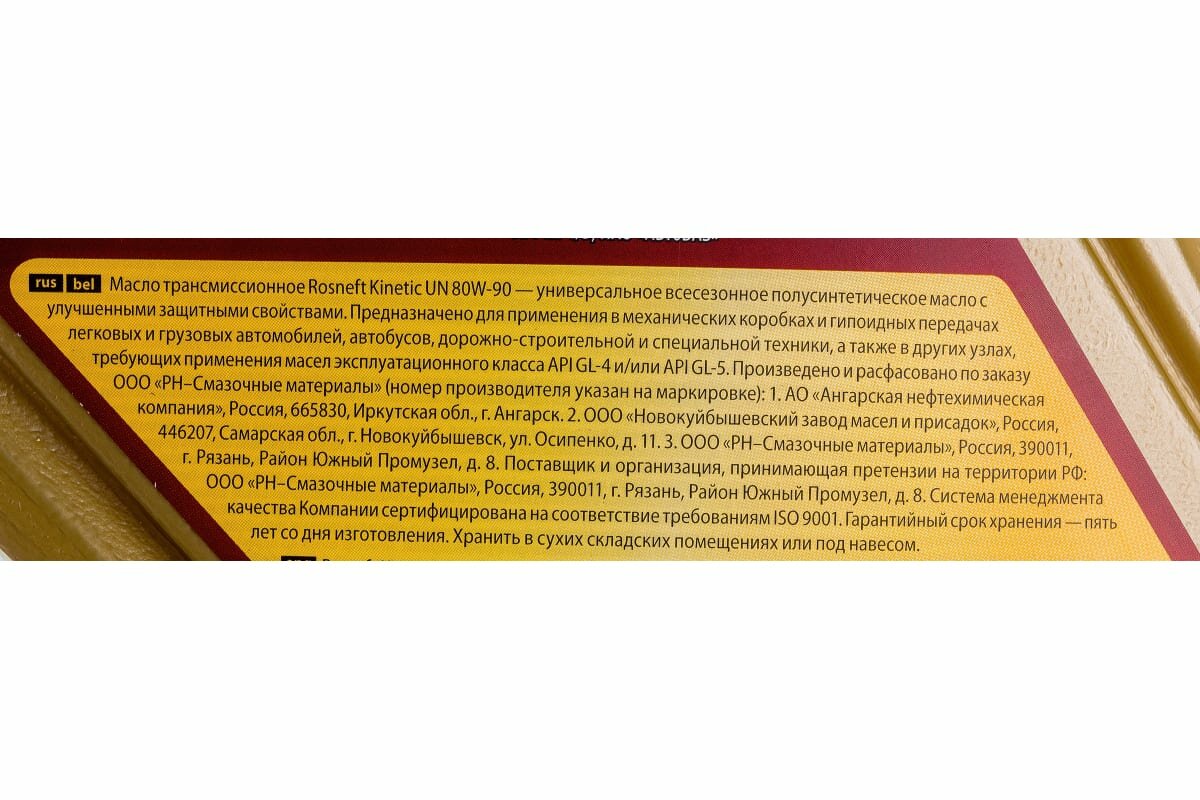 rus bel Масло трансмиссионное Rosneft Kinetic UN 80W-90 — универсальное всесезонное полусинтетическое масло с
улучшенными защитными свойствами. Предназначено для применения в механических коробках и гипоидных передачах
легковых и грузовых автомобилей, автобусов, дорожно-строительной и специальной техники, а также в других узлах,
требующих применения масел эксплуатационного класса API GL-4 и/или API GL-5. Произведено и расфасовано по заказу
ООО «РН–Смазочные материалы» (номер производителя указан на маркировке): 1. АО «Ангарская нефтехимическая
компания», Россия, 665830, Иркутская обл., г. Ангарск. 2. ООО «Новокуйбышевский завод масел и присадок», Россия,
446207, Самарская обл., г. Новокуйбышевск, ул. Осипенко, д. 11. 3. ООО «РН–Смазочные материалы», Россия, 390011,
г. Рязань, Район Южный Промузел, д. 8. Поставщик и организация, принимающая претензии на территории РФ:
ООО «РН–Смазочные материалы», Россия, 390011, г. Рязань, Район Южный Промузел, д. 8. Система менеджмента
качества Компании сертифицирована на соответствие требованиям ISO 9001. Гарантийный срок хранения — пять
лет со дня изготовления. Хранить в сухих складских помещениях или под навесом.